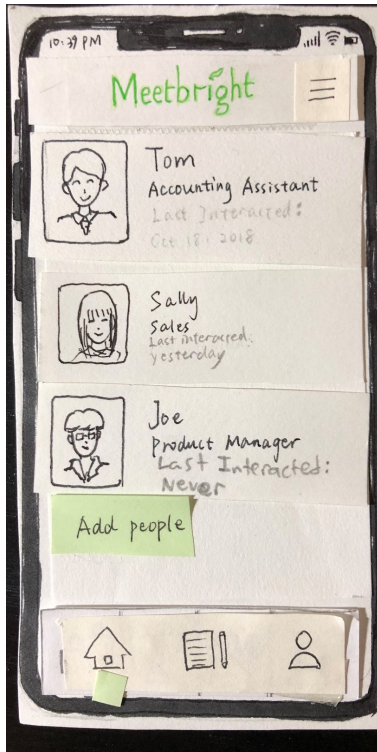 10:39 PM
Meetbright
Tom
Accounting Assistant
Last Interacted:
Oct. 18. 2018
Sally
Sales
Last interacted:
yesterday
Joe
Product Manager
Last Interacted:
Never
Add people